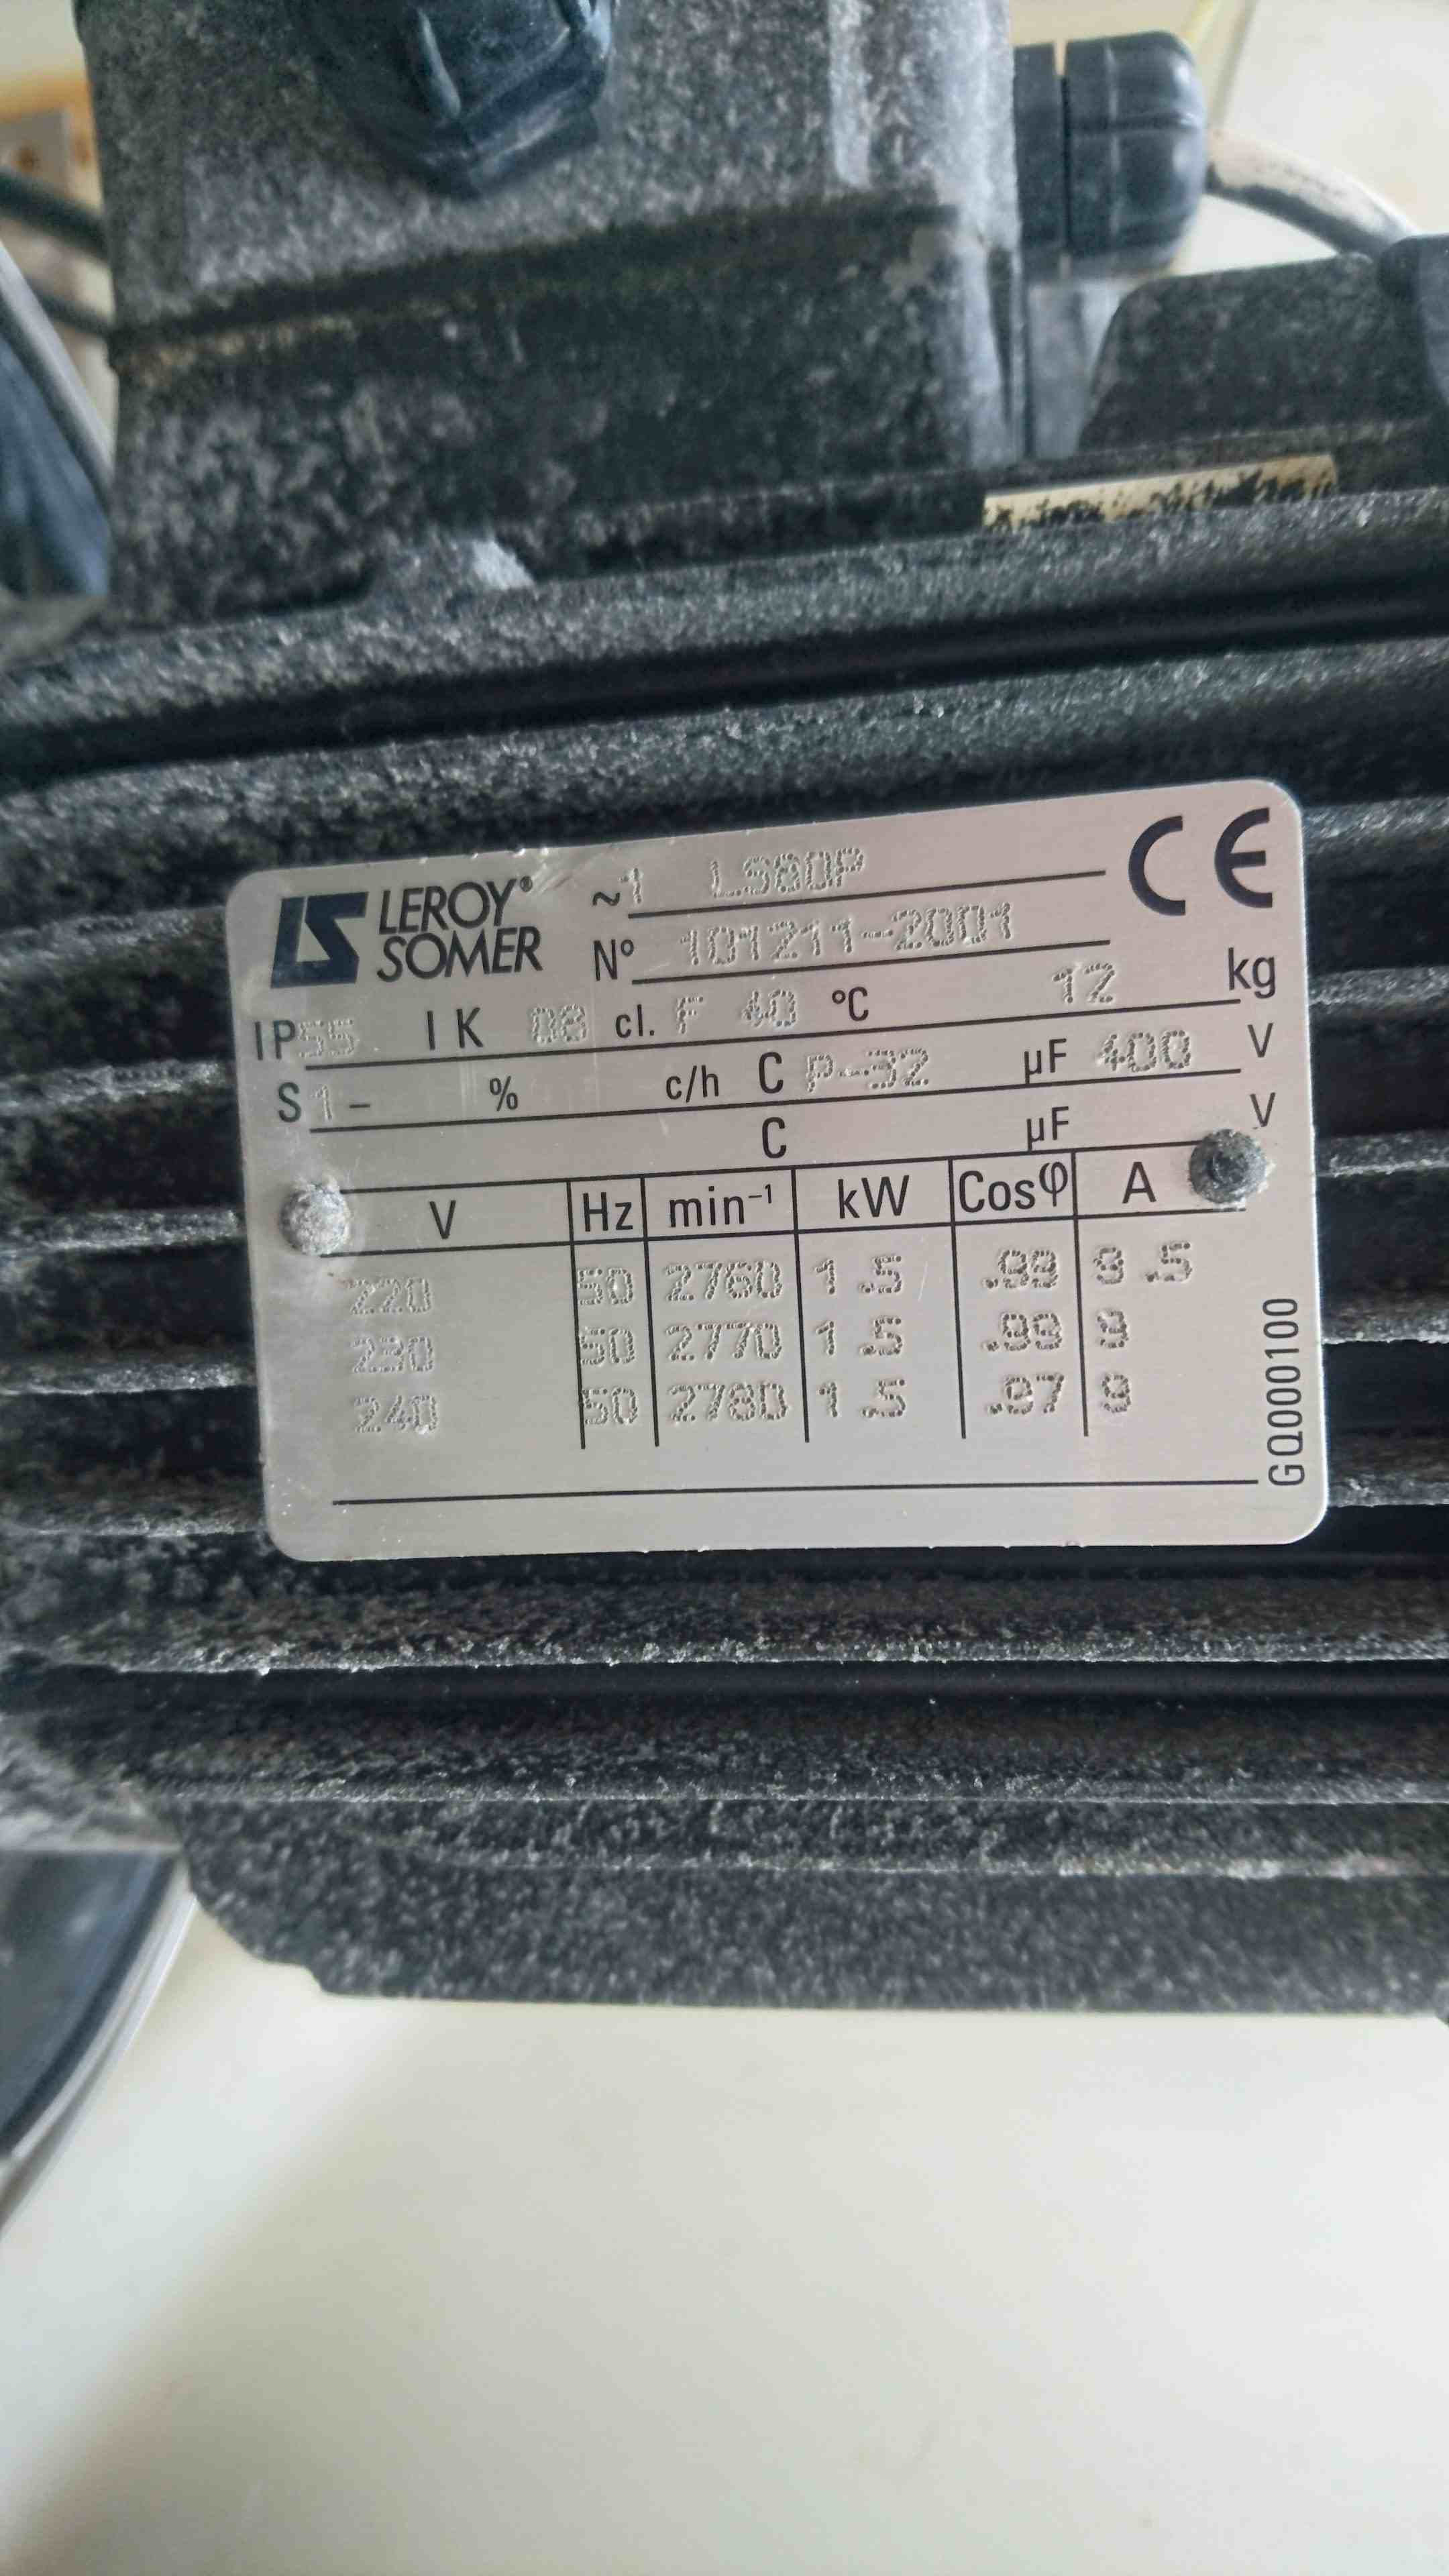 LEROY® SOMER ~1 LS80P CE
N° 101211-2001
IP55 IK 08 cl. F 40 °C 12 kg
S1- % c/h C P-32 µF 400 V
C µF V
V Hz min⁻¹ kW Cosφ A
220 50 2760 1.5 .99 9.5
230 50 2770 1.5 .99 9
240 50 2780 1.5 .97 9
GQ000100